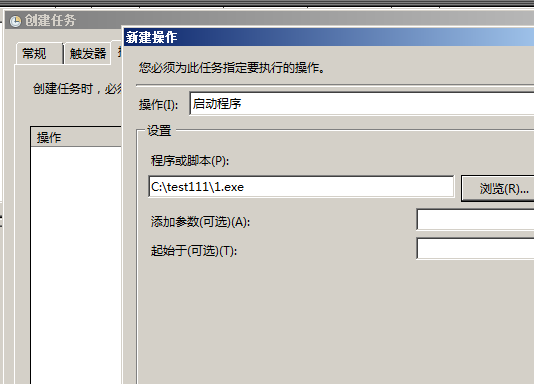 创建任务
新建操作
常规
触发器
您必须为此任务指定要执行的操作。
创建任务时，必
操作(I):
启动程序
设置
操作
程序或脚本(P):
C:\test111\1.exe
浏览(R)...
添加参数(可选)(A):
起始于(可选)(T):